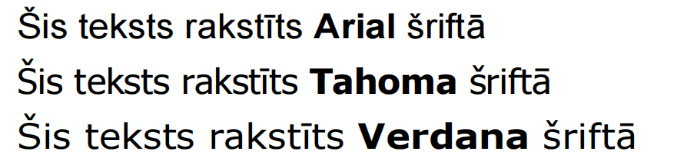 Šis teksts rakstīts Arial šriftā
Šis teksts rakstīts Tahoma šriftā
Šis teksts rakstīts Verdana šriftā